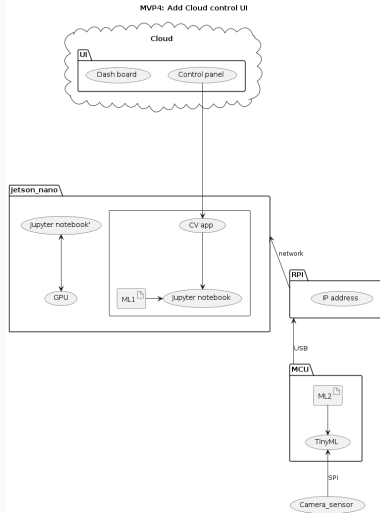 MVP4: Add Cloud control UI
Cloud
UI
Dash board
Control panel
Jetson_nano
Jupyter notebook'
CV app
network
RPI
GPU
ML1
Jupyter notebook
IP address
USB
MCU
ML2
TinyML
SPI
Camera_sensor